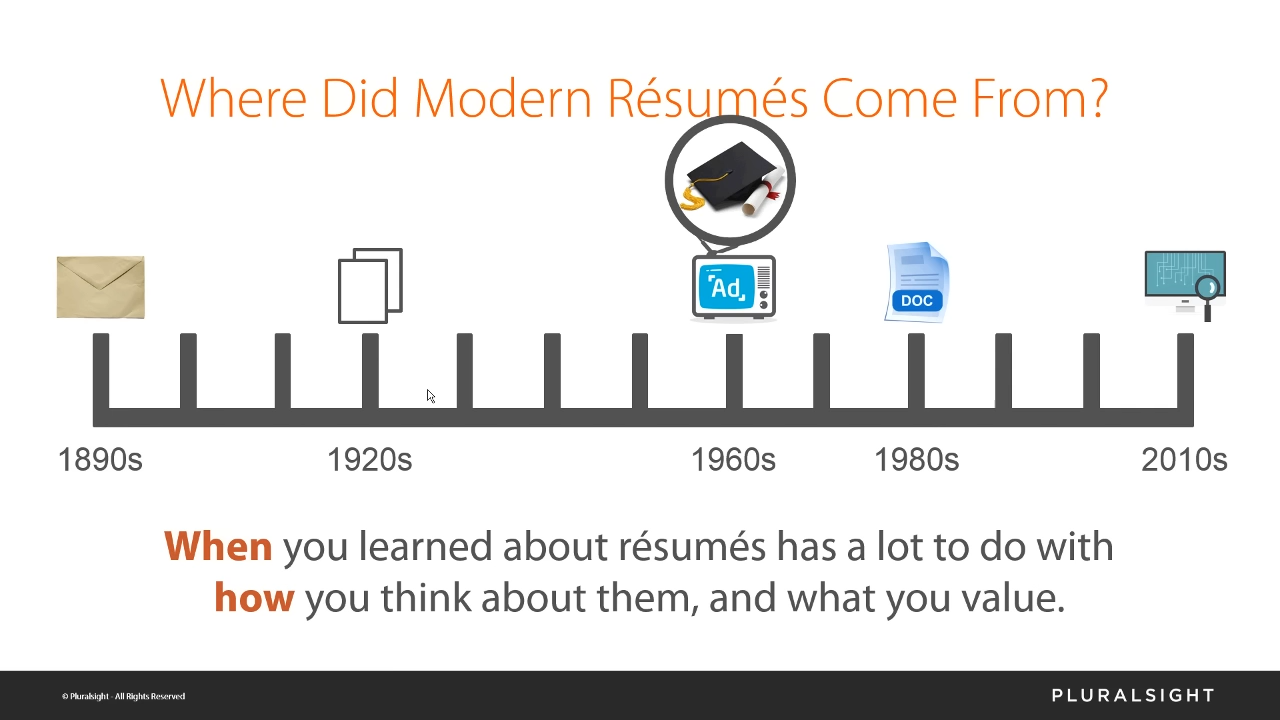 Where Did Modern Résumés Come From?
Ad
DOC
1890s 1920s 1960s 1980s 2010s
When you learned about résumés has a lot to do with
how you think about them, and what you value.
© Pluralsight - All Rights Reserved
PLURALSIGHT